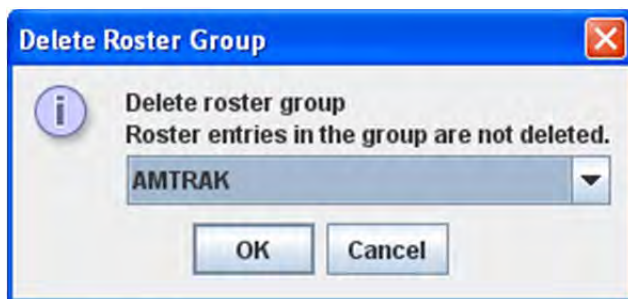 Delete Roster Group
Delete roster group
Roster entries in the group are not deleted.
AMTRAK
OK Cancel